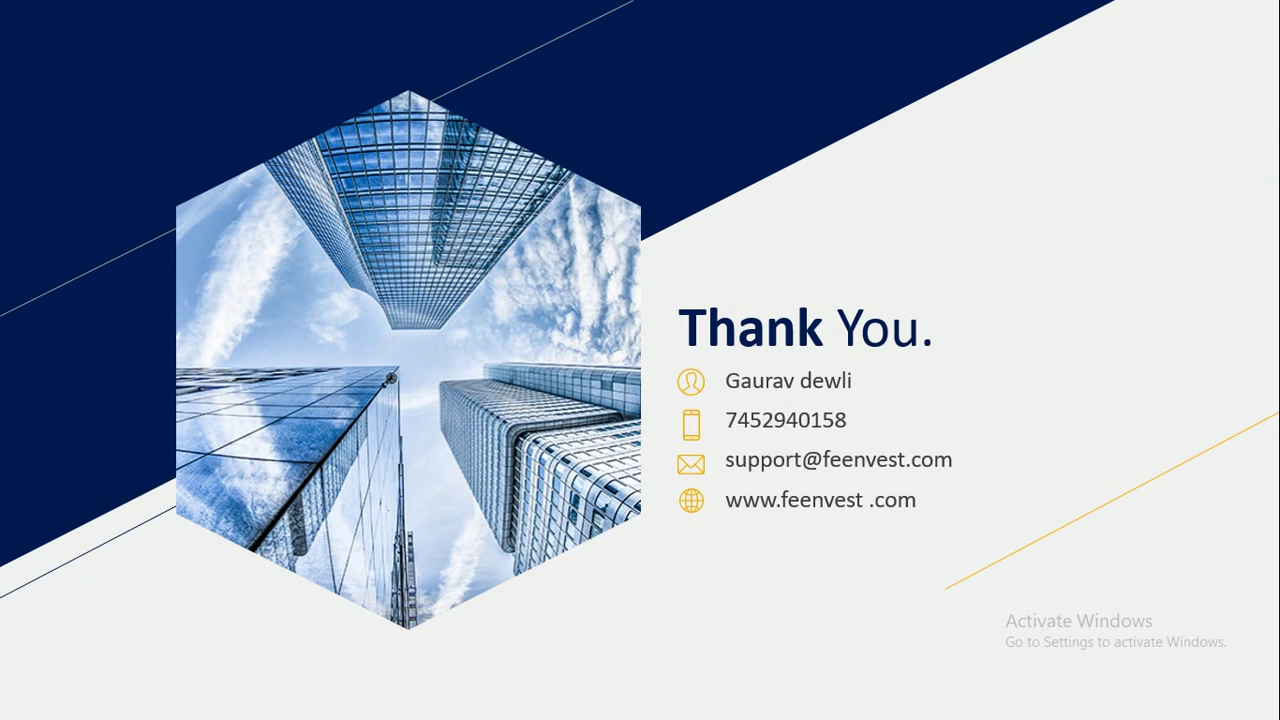 Thank You.
Gaurav dewli
7452940158
support@feenvest.com
www.feenvest .com
Activate Windows
Go to Settings to activate Windows.